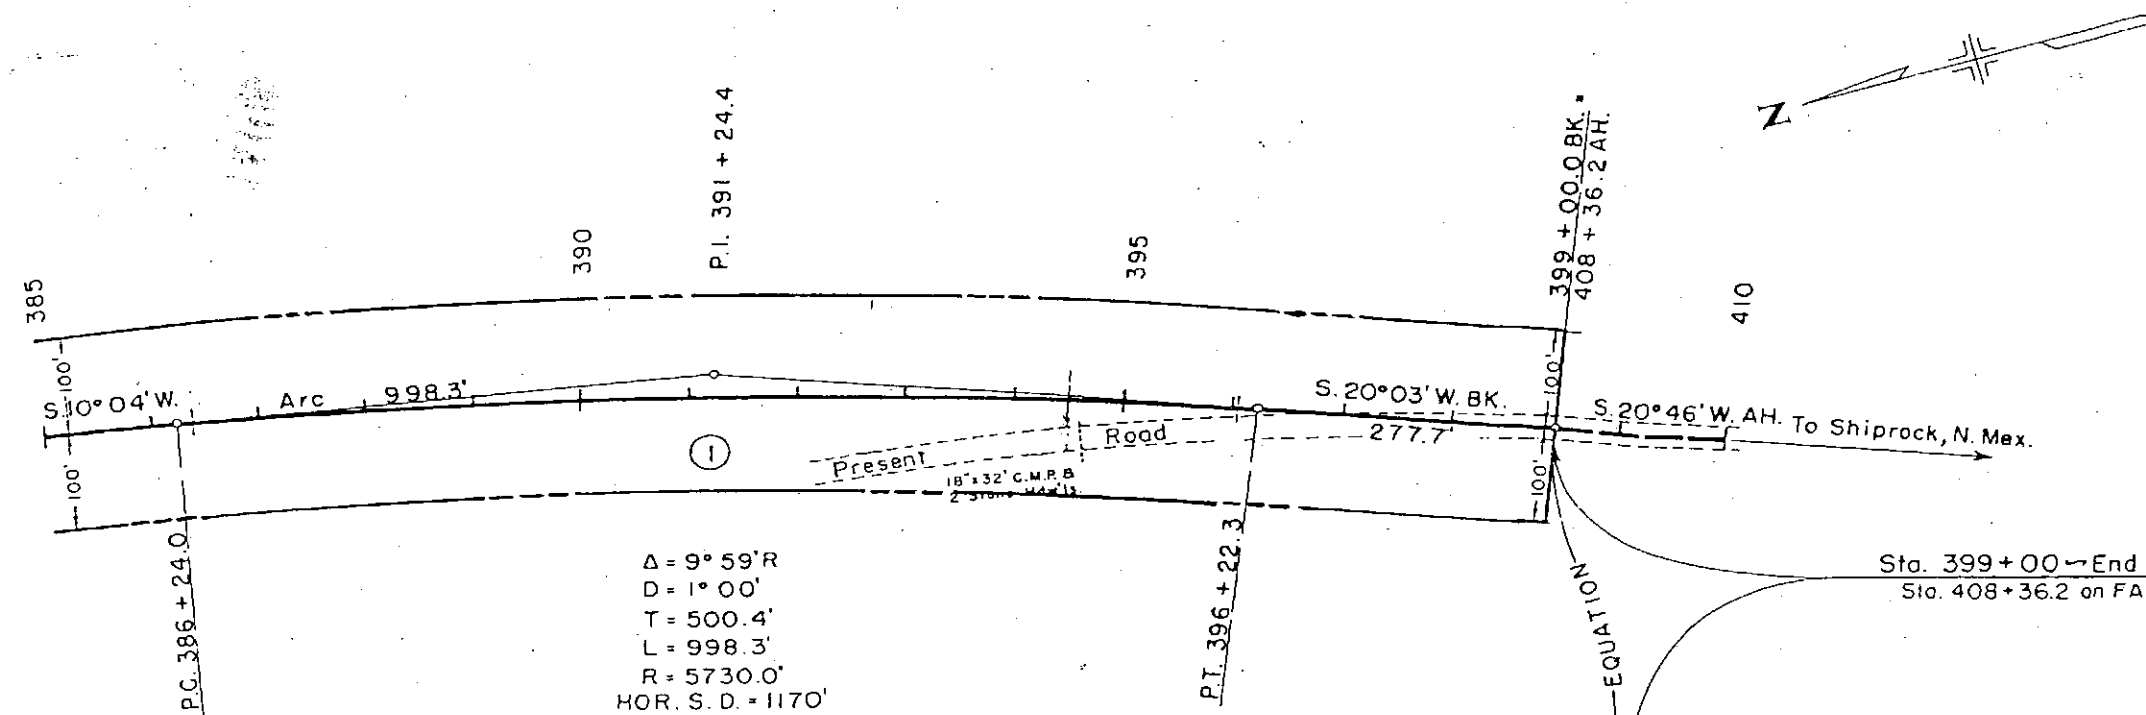 N
385
390
P.I. 391 + 24.4
395
399 + 00.0 BK.
408 + 36.2 AH.
410
100'
100'
S. 10° 04' W.
Arc 998.3'
S. 20° 03' W. BK.
277.7'
100'
100'
S. 20° 46' W. AH.
To Shiprock, N. Mex.
1
Present Road
18" x 32' C.M.P. B
P.C. 386 + 24.0
P.T. 396 + 22.3
Δ = 9° 59' R
D = 1° 00'
T = 500.4'
L = 998.3'
R = 5730.0'
HOR. S. D. = 1170'
EQUATION
Sta. 399 + 00 ~ End
Sta. 408 + 36.2 on FA